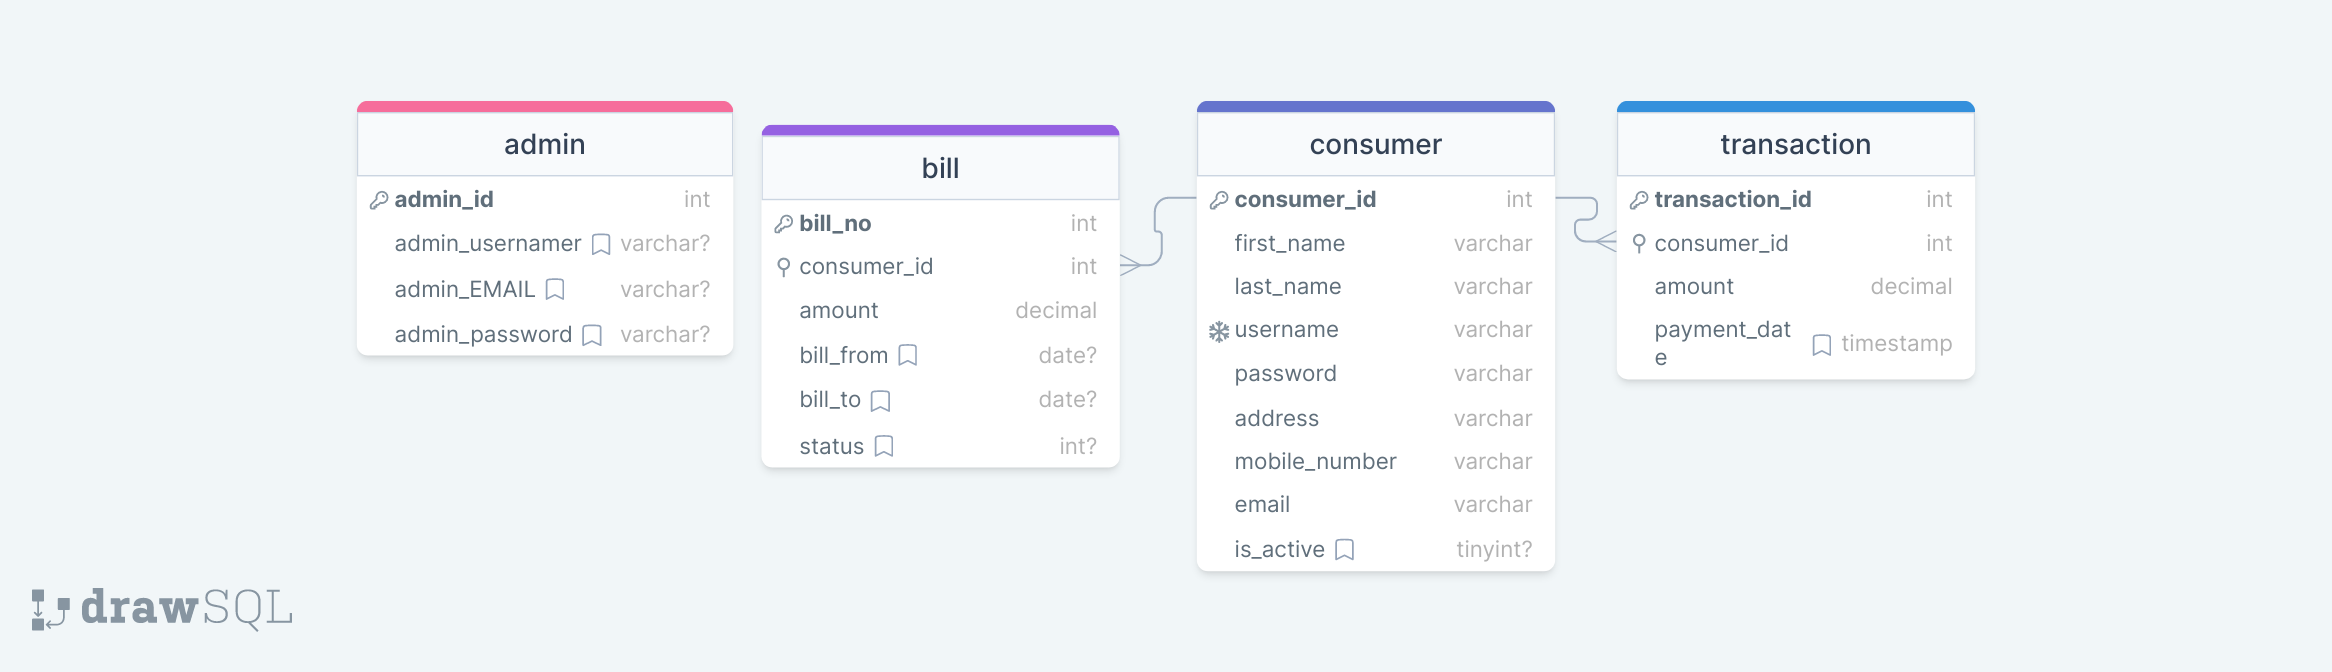 admin
admin_id int
admin_usernamer varchar?
admin_EMAIL varchar?
admin_password varchar?
bill
bill_no int
consumer_id int
amount decimal
bill_from date?
bill_to date?
status int?
consumer
consumer_id int
first_name varchar
last_name varchar
username varchar
password varchar
address varchar
mobile_number varchar
email varchar
is_active tinyint?
transaction
transaction_id int
consumer_id int
amount decimal
payment_dat
e timestamp
drawSQL